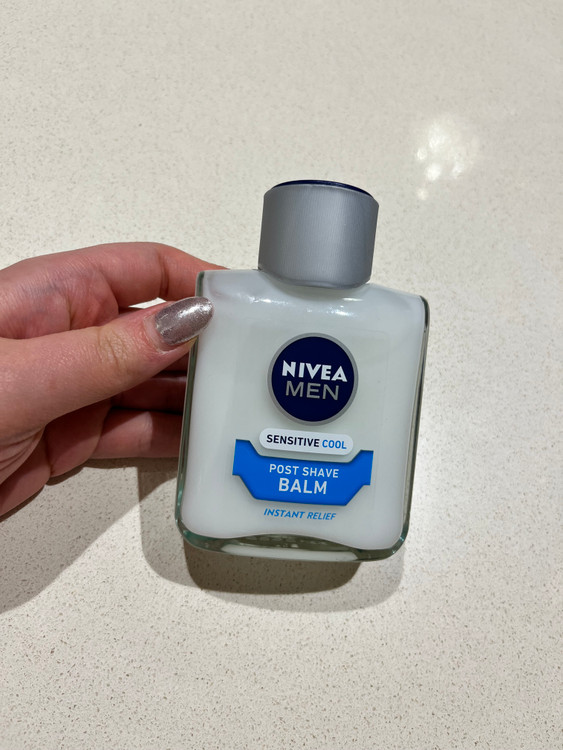 NIVEA
MEN
SENSITIVE COOL
POST SHAVE
BALM
INSTANT RELIEF